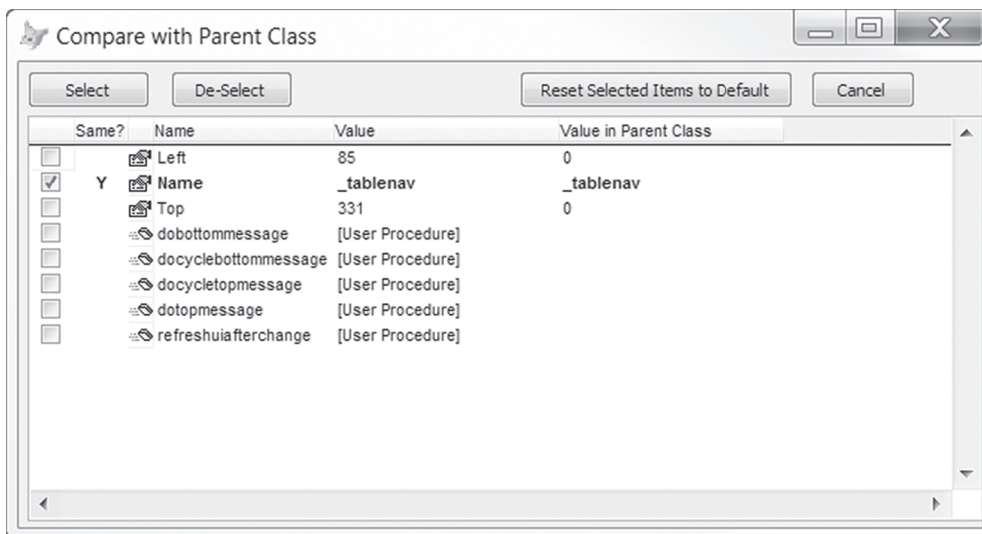 Compare with Parent Class
Select De-Select Reset Selected Items to Default Cancel
Same? Name Value Value in Parent Class
Left 85 0
Y Name _tablenav _tablenav
Top 331 0
dobottommessage [User Procedure]
docyclebottommessage [User Procedure]
docycletopmessage [User Procedure]
dotopmessage [User Procedure]
refreshuiafterchange [User Procedure]